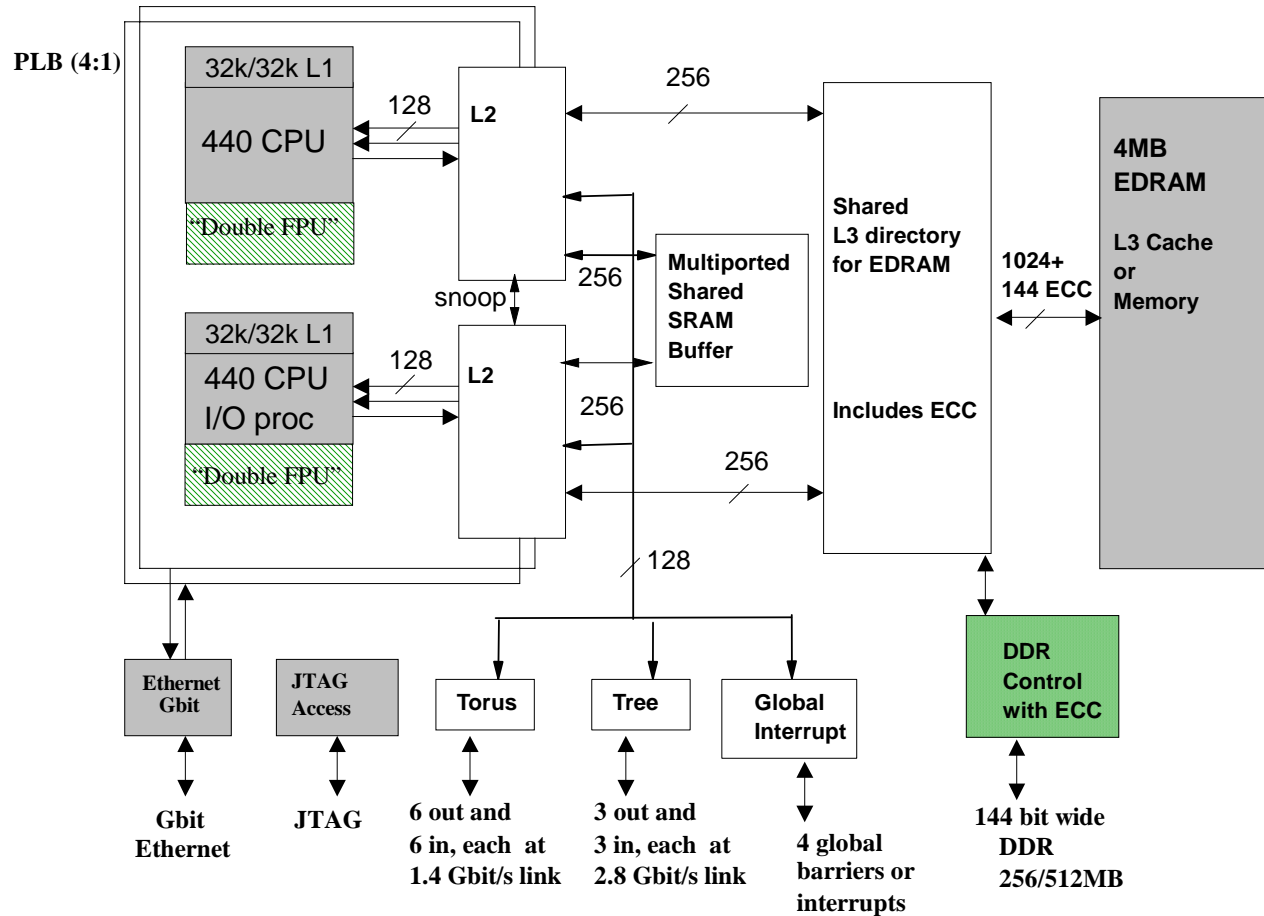 PLB (4:1)
32k/32k L1
440 CPU
"Double FPU"
128
L2
256
snoop
256
Multiported
Shared
SRAM
Buffer
32k/32k L1
440 CPU
I/O proc
"Double FPU"
128
L2
256
256
128
Shared
L3 directory
for EDRAM
Includes ECC
1024+
144 ECC
4MB
EDRAM
L3 Cache
or
Memory
Ethernet
Gbit
JTAG
Access
Torus
Tree
Global
Interrupt
DDR
Control
with ECC
Gbit
Ethernet
JTAG
6 out and
6 in, each at
1.4 Gbit/s link
3 out and
3 in, each at
2.8 Gbit/s link
4 global
barriers or
interrupts
144 bit wide
DDR
256/512MB